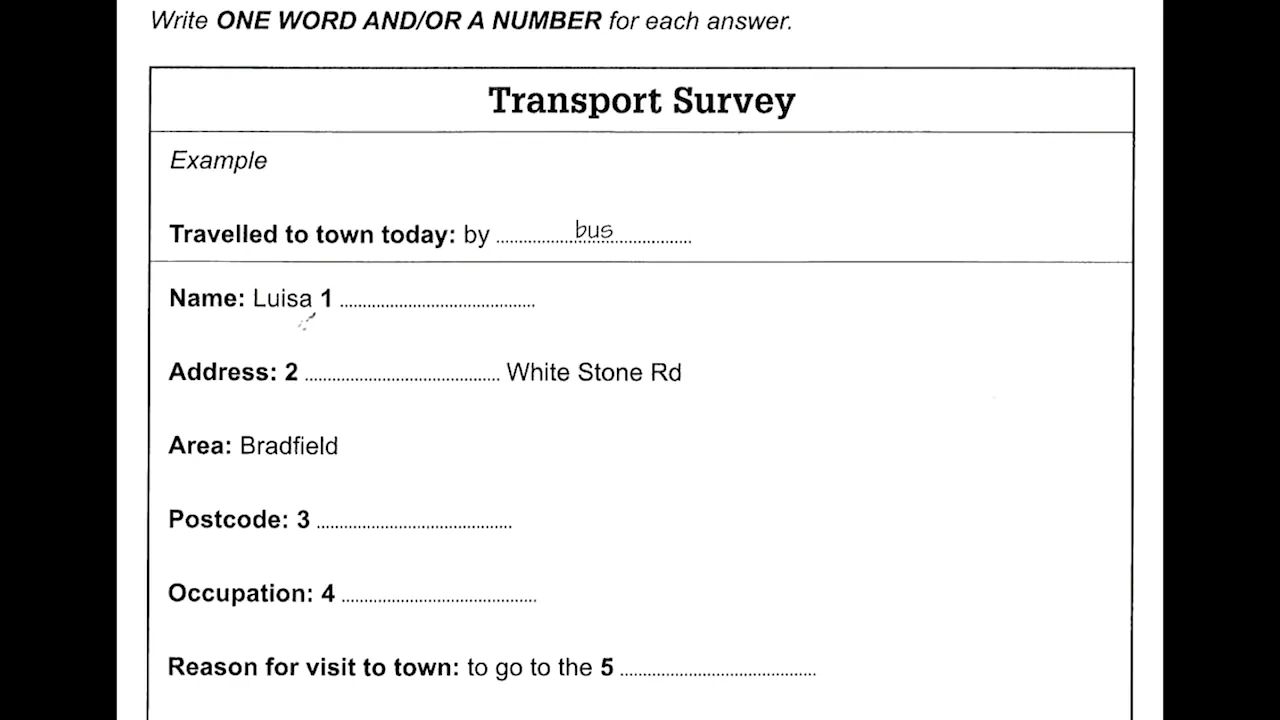 Write ONE WORD AND/OR A NUMBER for each answer.
Transport Survey
Example
Travelled to town today: by ........ bus ........
Name: Luisa 1 ................
Address: 2 ................ White Stone Rd
Area: Bradfield
Postcode: 3 ................
Occupation: 4 ................
Reason for visit to town: to go to the 5 ................